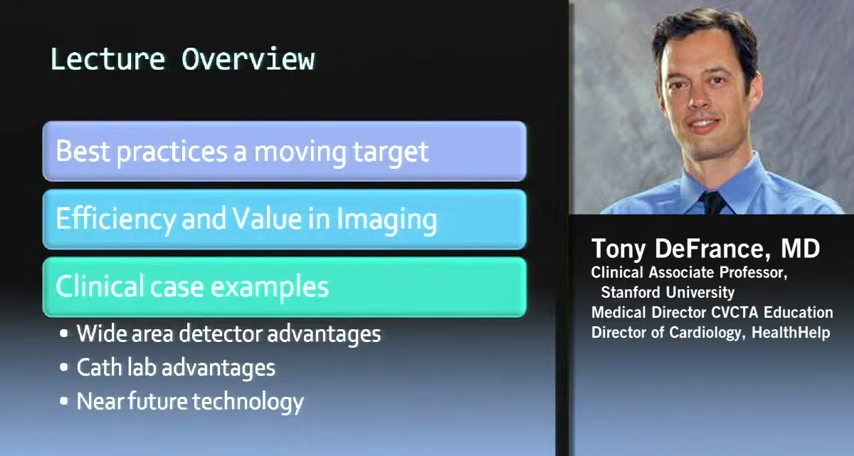 Lecture Overview
Best practices a moving target
Efficiency and Value in Imaging
Clinical case examples
• Wide area detector advantages
• Cath lab advantages
• Near future technology
Tony DeFrance, MD
Clinical Associate Professor,
Stanford University
Medical Director CVCTA Education
Director of Cardiology, HealthHelp